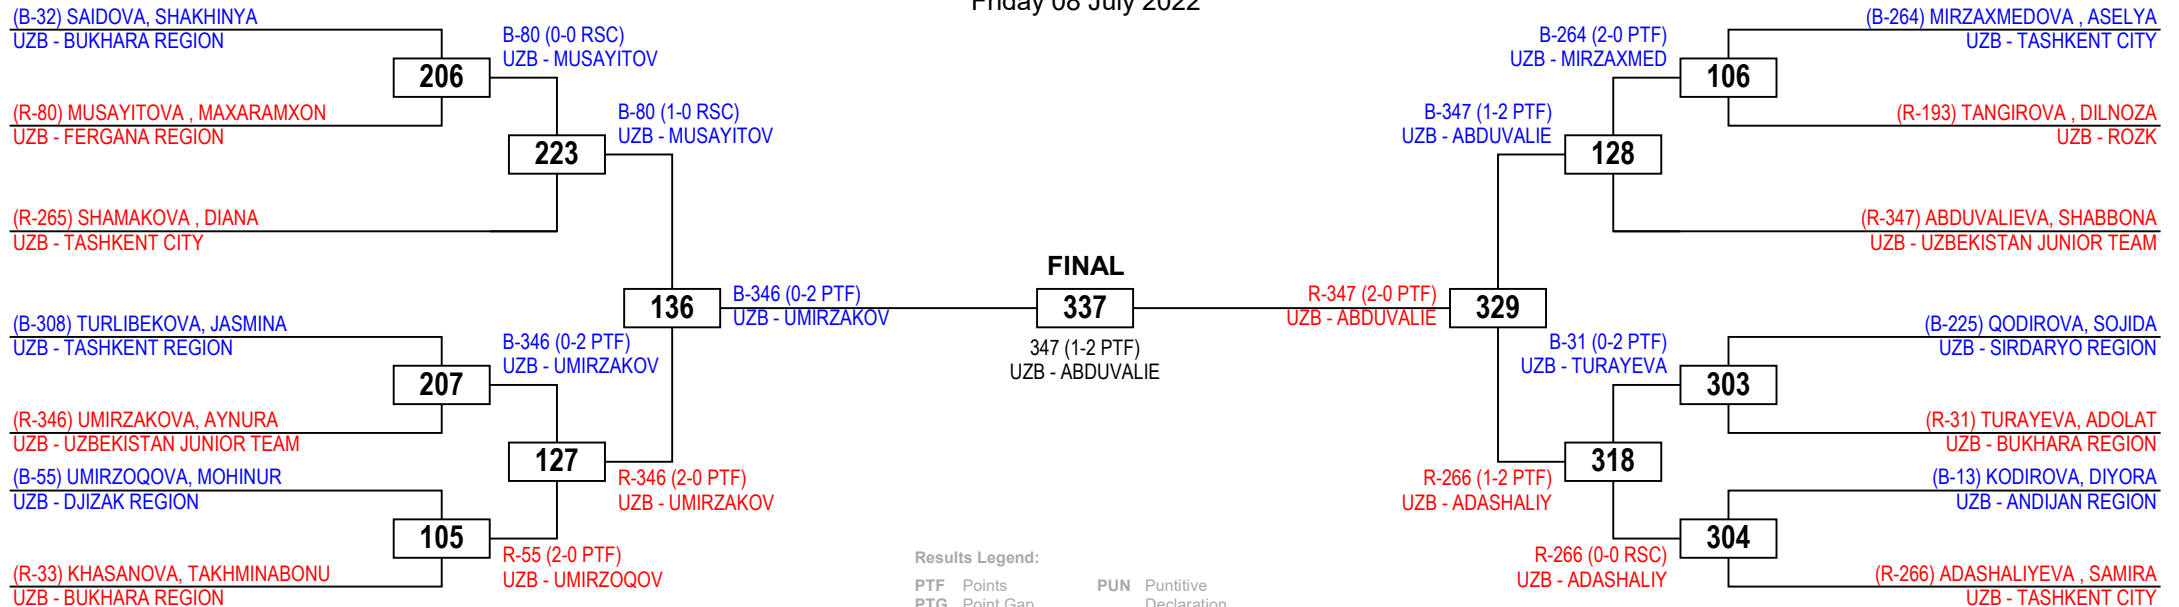 Friday 08 July 2022
(B-32) SAIDOVA, SHAKHINYA
UZB - BUKHARA REGION
206
(R-80) MUSAYITOVA , MAXARAMXON
UZB - FERGANA REGION
B-80 (0-0 RSC)
UZB - MUSAYITOV
223
(R-265) SHAMAKOVA , DIANA
UZB - TASHKENT CITY
B-80 (1-0 RSC)
UZB - MUSAYITOV
136
(B-308) TURLIBEKOVA, JASMINA
UZB - TASHKENT REGION
207
(R-346) UMIRZAKOVA, AYNURA
UZB - UZBEKISTAN JUNIOR TEAM
B-346 (0-2 PTF)
UZB - UMIRZAKOV
127
(B-55) UMIRZOQOVA, MOHINUR
UZB - DJIZAK REGION
105
(R-33) KHASANOVA, TAKHMINABONU
UZB - BUKHARA REGION
R-55 (2-0 PTF)
UZB - UMIRZOQOV
R-346 (2-0 PTF)
UZB - UMIRZAKOV
B-346 (0-2 PTF)
UZB - UMIRZAKOV
FINAL
337
347 (1-2 PTF)
UZB - ABDUVALIE
R-347 (2-0 PTF)
UZB - ABDUVALIE
329
B-347 (1-2 PTF)
UZB - ABDUVALIE
128
B-264 (2-0 PTF)
UZB - MIRZAXMED
106
(B-264) MIRZAXMEDOVA , ASELYA
UZB - TASHKENT CITY
(R-193) TANGIROVA , DILNOZA
UZB - ROZK
(R-347) ABDUVALIEVA, SHABBONA
UZB - UZBEKISTAN JUNIOR TEAM
B-31 (0-2 PTF)
UZB - TURAYEVA
303
(B-225) QODIROVA, SOJIDA
UZB - SIRDARYO REGION
(R-31) TURAYEVA, ADOLAT
UZB - BUKHARA REGION
318
R-266 (1-2 PTF)
UZB - ADASHALIY
(B-13) KODIROVA, DIYORA
UZB - ANDIJAN REGION
304
R-266 (0-0 RSC)
UZB - ADASHALIY
(R-266) ADASHALIYEVA , SAMIRA
UZB - TASHKENT CITY
Results Legend:
PTF Points PUN Puntitive
PTG Point Gap Declaration